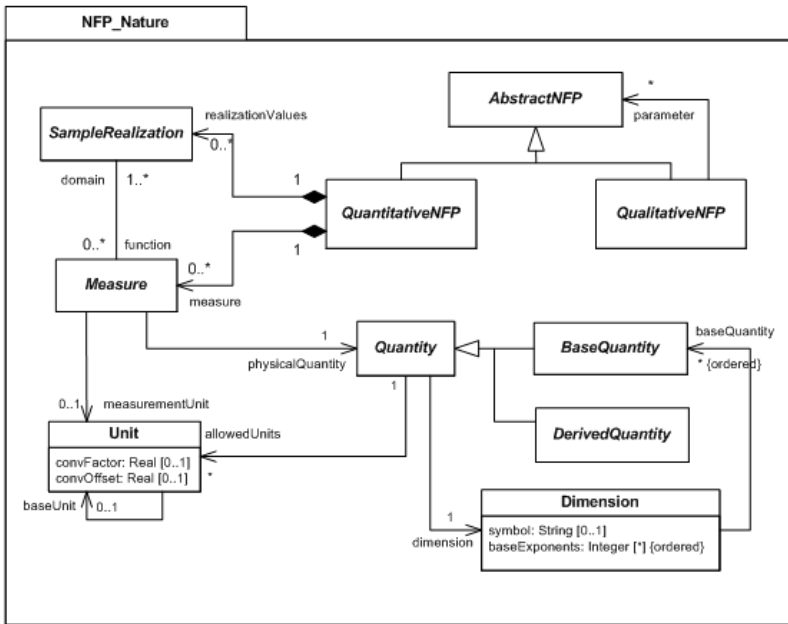 NFP_Nature
AbstractNFP
*
parameter
realizationValues
SampleRealization
0..*
1
QuantitativeNFP
QualitativeNFP
domain
1..*
1
0..*
function
0..*
Measure
measure
1
physicalQuantity
Quantity
1
BaseQuantity
baseQuantity
* {ordered}
0..1
measurementUnit
DerivedQuantity
Unit
allowedUnits
convFactor: Real [0..1]
convOffset: Real [0..1]
*
baseUnit
0..1
1
dimension
Dimension
symbol: String [0..1]
baseExponents: Integer [*] {ordered}